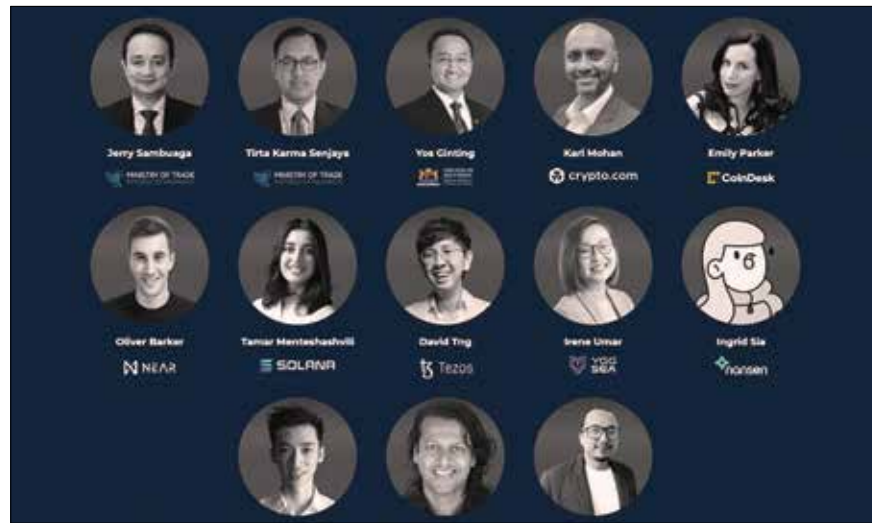 Jerry Sambuaga
Tirta Karma Senjaya
Yos Ginting
Karl Mohan
Emily Parker
MINISTRY OF TRADE
MINISTRY OF TRADE
crypto.com
CoinDesk
Oliver Barker
Tamar Menteshashvili
David Tng
Irene Umar
Ingrid Sia
NEAR
SOLANA
Tezos
YGG
SEA
nansen